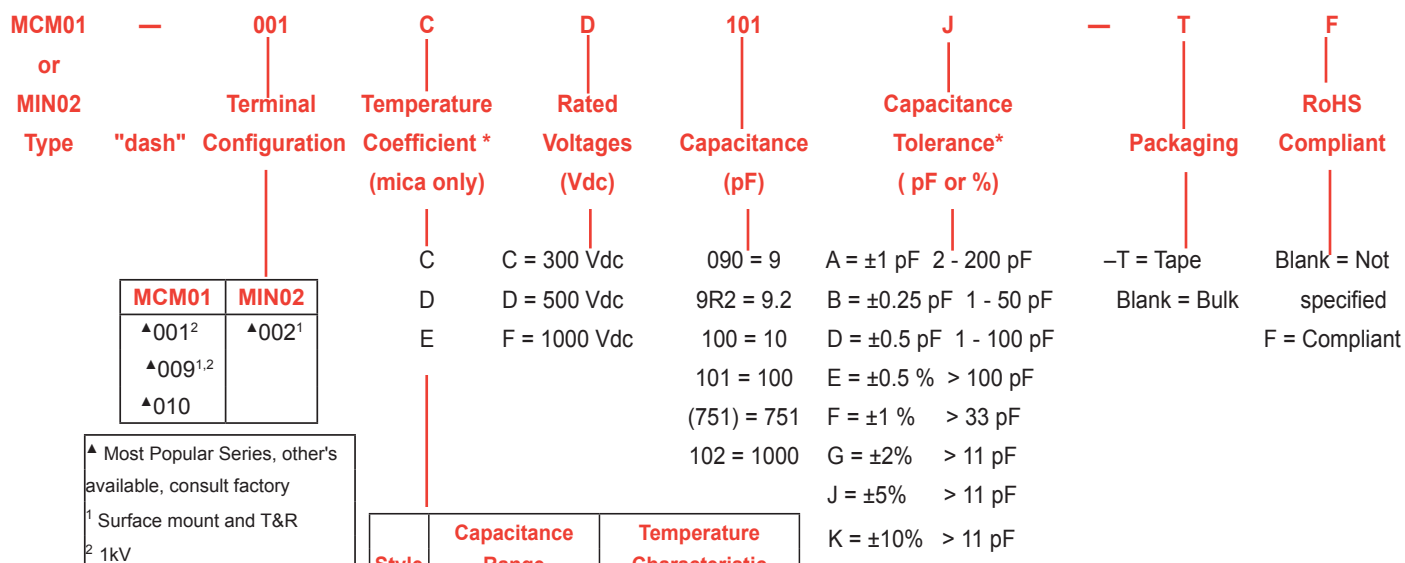 MCM01 — 001 C D 101 J — T F
or
MIN02 Terminal Temperature Rated Capacitance RoHS
Type "dash" Configuration Coefficient * Voltages Capacitance Tolerance* Packaging Compliant
(mica only) (Vdc) (pF) ( pF or %)
C C = 300 Vdc 090 = 9 A = ±1 pF 2 - 200 pF –T = Tape Blank = Not
MCM01 MIN02 D D = 500 Vdc 9R2 = 9.2 B = ±0.25 pF 1 - 50 pF Blank = Bulk specified
▲001² ▲002¹ E F = 1000 Vdc 100 = 10 D = ±0.5 pF 1 - 100 pF F = Compliant
▲009¹,² 101 = 100 E = ±0.5 % > 100 pF
▲010 (751) = 751 F = ±1 % > 33 pF
▲ Most Popular Series, other's 102 = 1000 G = ±2% > 11 pF
available, consult factory J = ±5% > 11 pF
¹ Surface mount and T&R Capacitance Temperature K = ±10% > 11 pF
² 1kV Style Range Characteristic